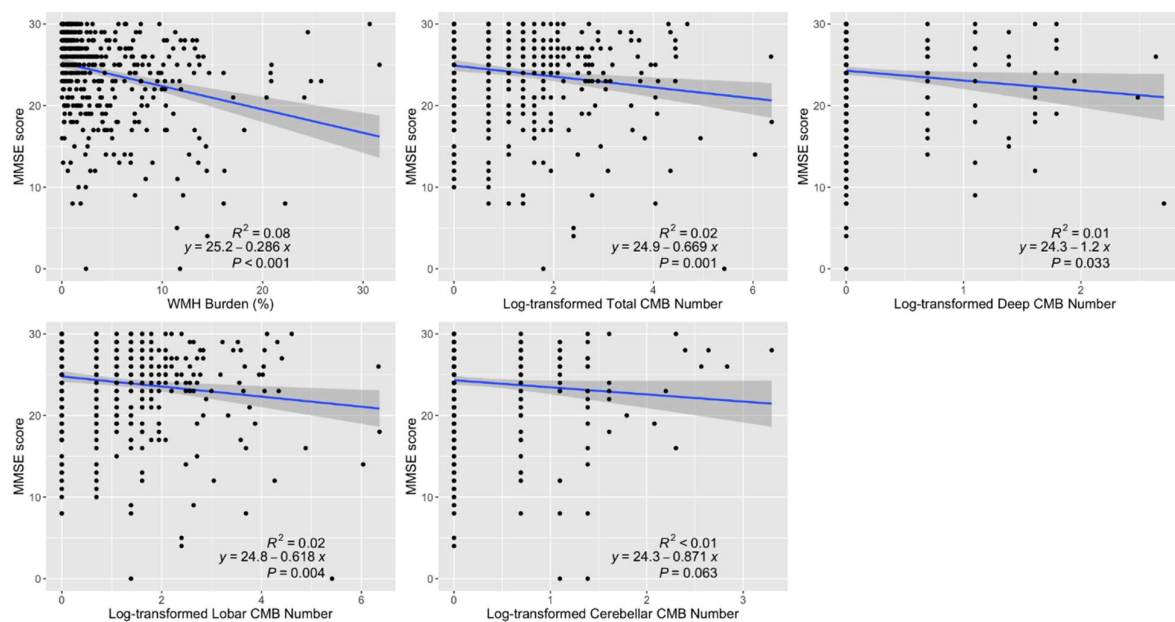 MMSE score
30
20
10
0
R² = 0.08
y = 25.2 − 0.286 x
P < 0.001
0 10 20 30
WMH Burden (%)
MMSE score
30
20
10
0
R² = 0.02
y = 24.9 − 0.669 x
P = 0.001
0 2 4 6
Log-transformed Total CMB Number
MMSE score
30
20
10
0
R² = 0.01
y = 24.3 − 1.2 x
P = 0.033
0 1 2
Log-transformed Deep CMB Number
MMSE score
30
20
10
0
R² = 0.02
y = 24.8 − 0.618 x
P = 0.004
0 2 4 6
Log-transformed Lobar CMB Number
MMSE score
30
20
10
0
R² < 0.01
y = 24.3 − 0.871 x
P = 0.063
0 1 2 3
Log-transformed Cerebellar CMB Number